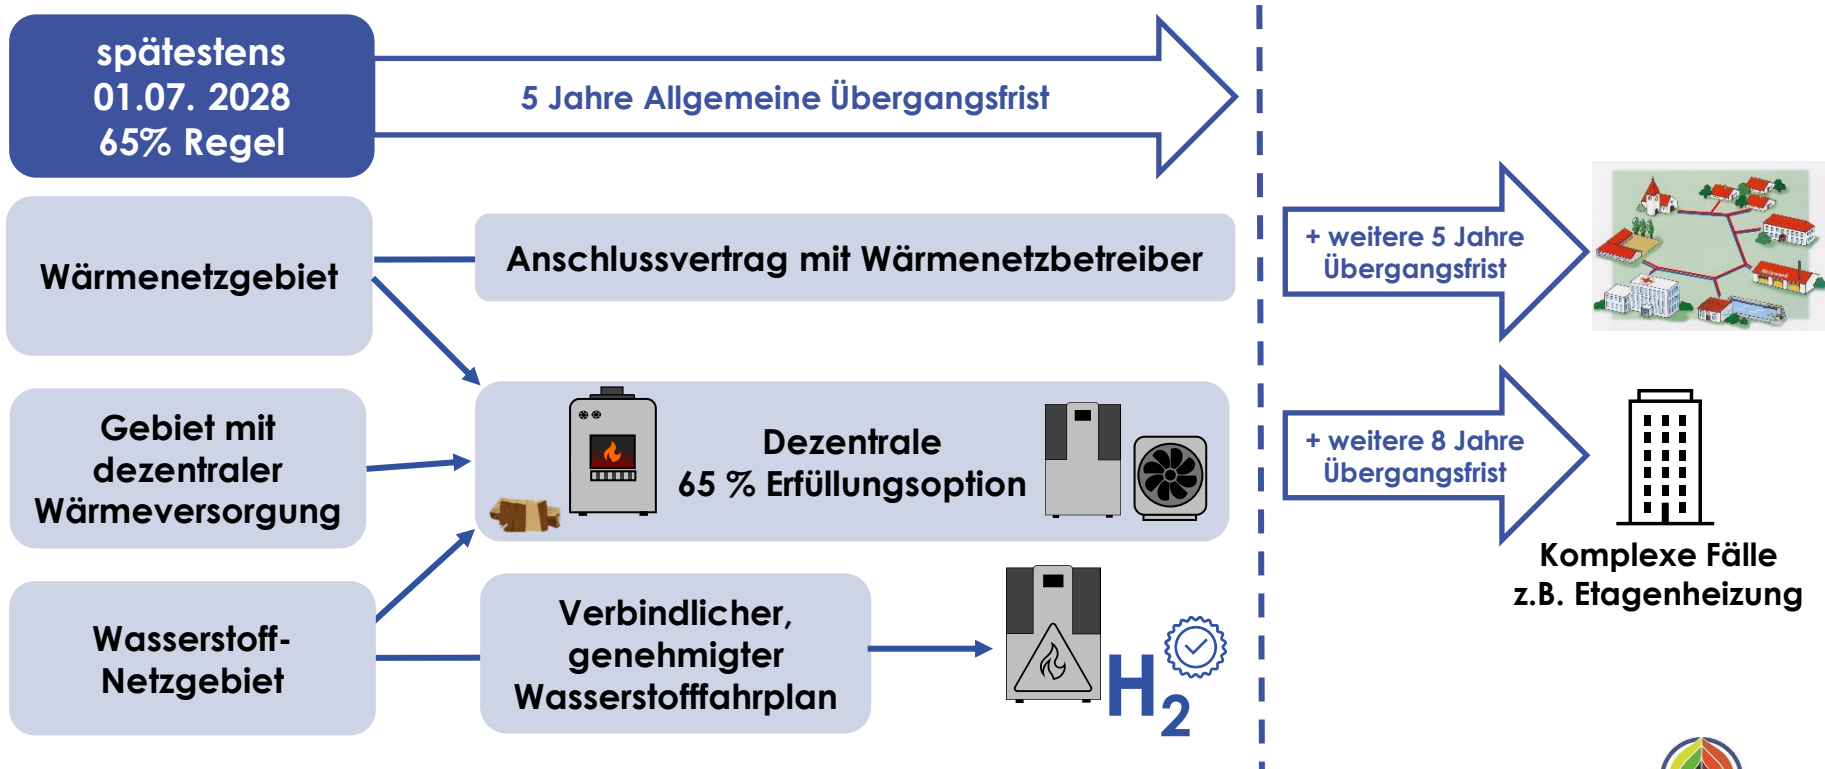 spätestens
01.07. 2028
65% Regel
5 Jahre Allgemeine Übergangsfrist
Wärmenetzgebiet
Anschlussvertrag mit Wärmenetzbetreiber
+ weitere 5 Jahre
Übergangsfrist
Gebiet mit
dezentraler
Wärmeversorgung
Dezentrale
65 % Erfüllungsoption
+ weitere 8 Jahre
Übergangsfrist
Komplexe Fälle
z.B. Etagenheizung
Wasserstoff-
Netzgebiet
Verbindlicher,
genehmigter
Wasserstofffahrplan
H2